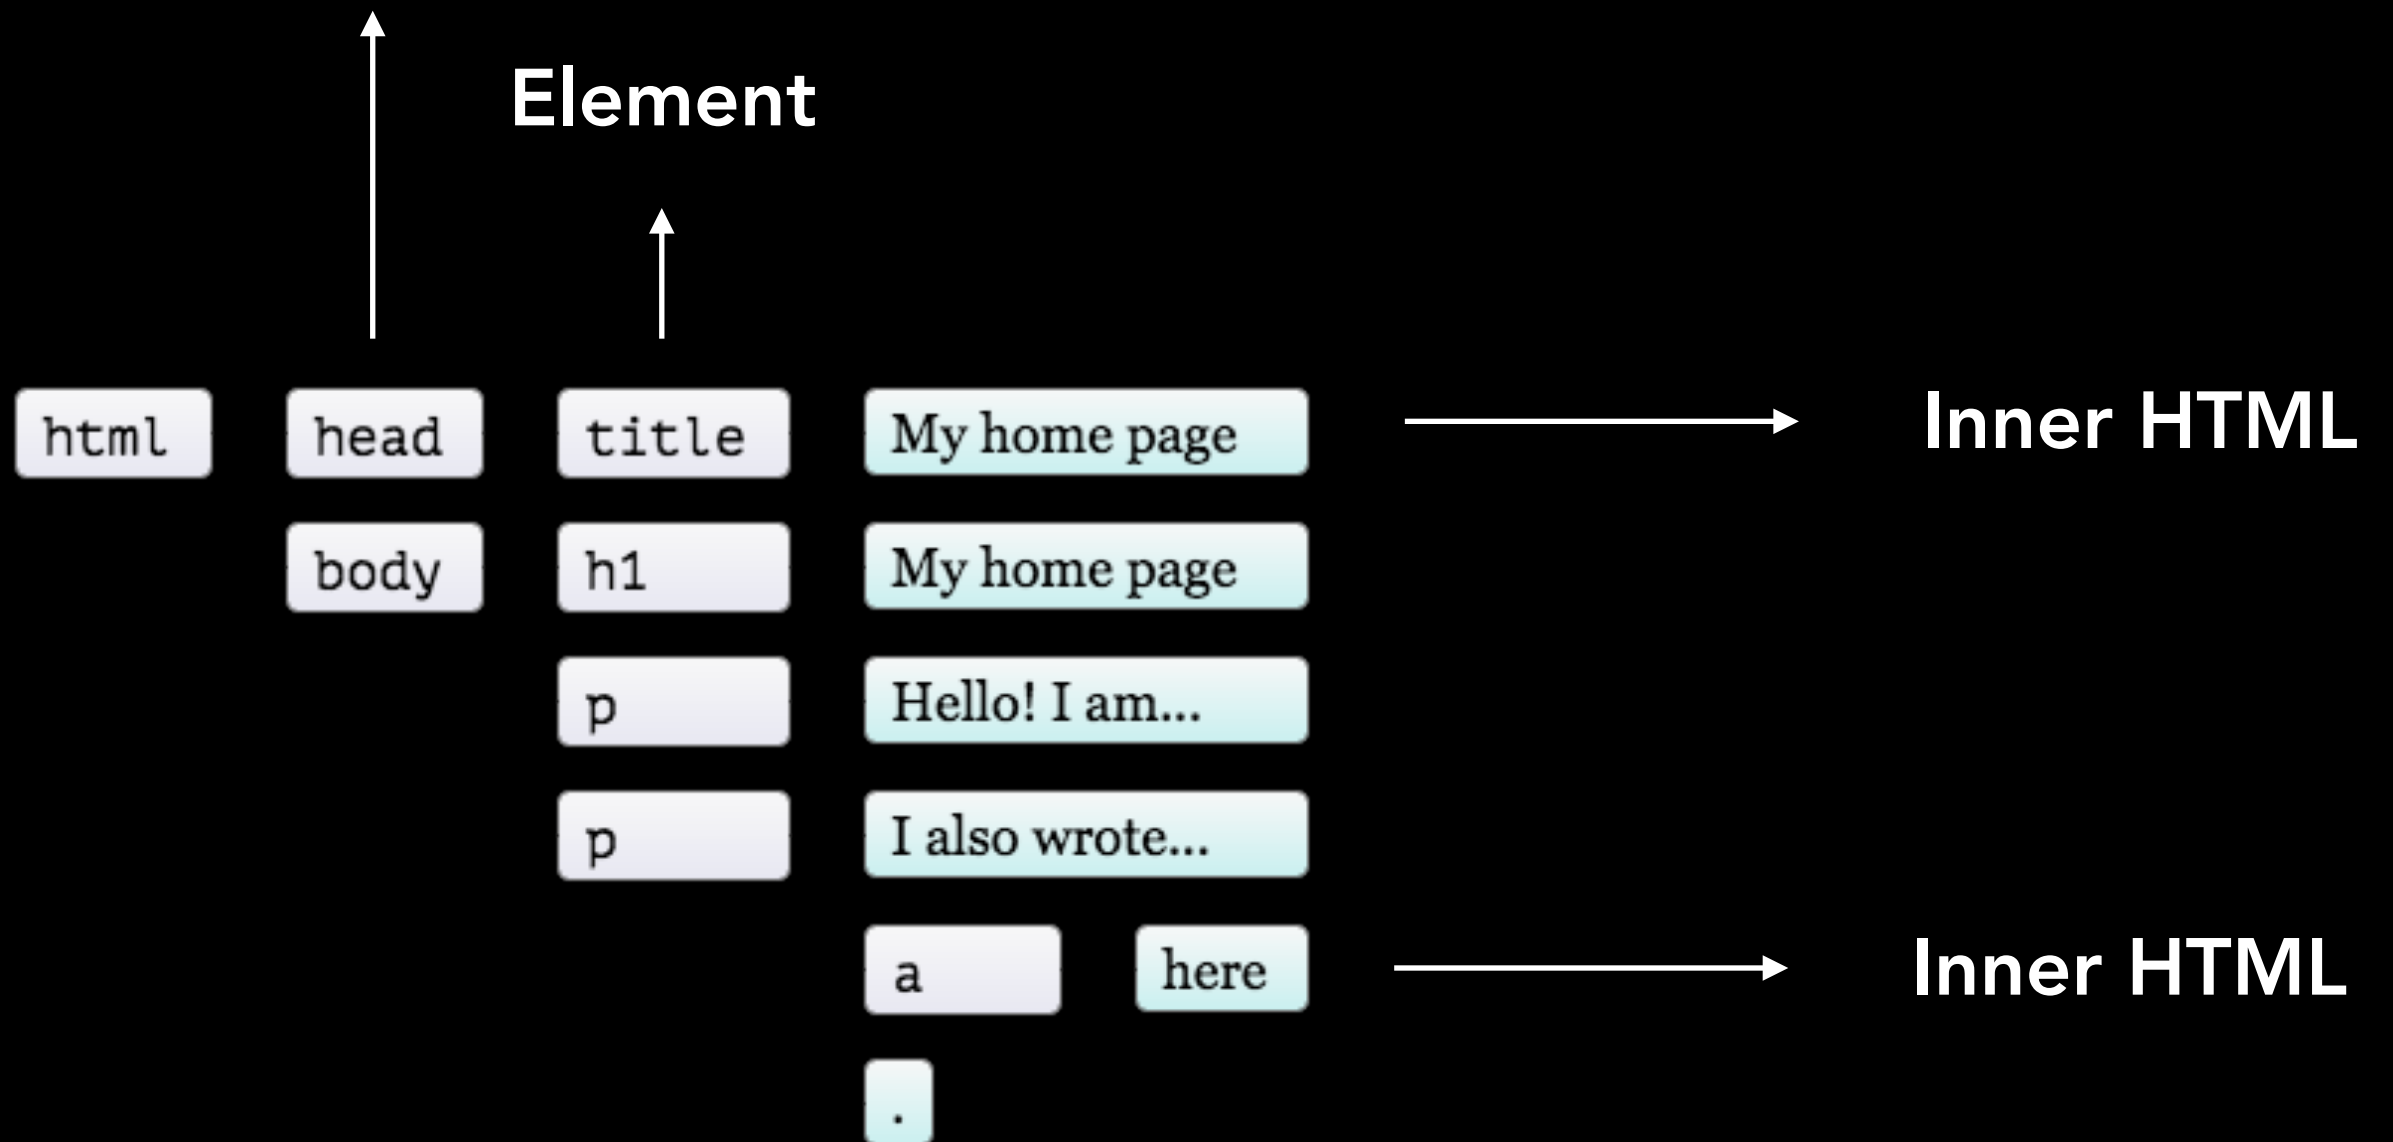 Element
html head title My home page Inner HTML
body h1 My home page
p Hello! I am...
p I also wrote...
a here Inner HTML
.